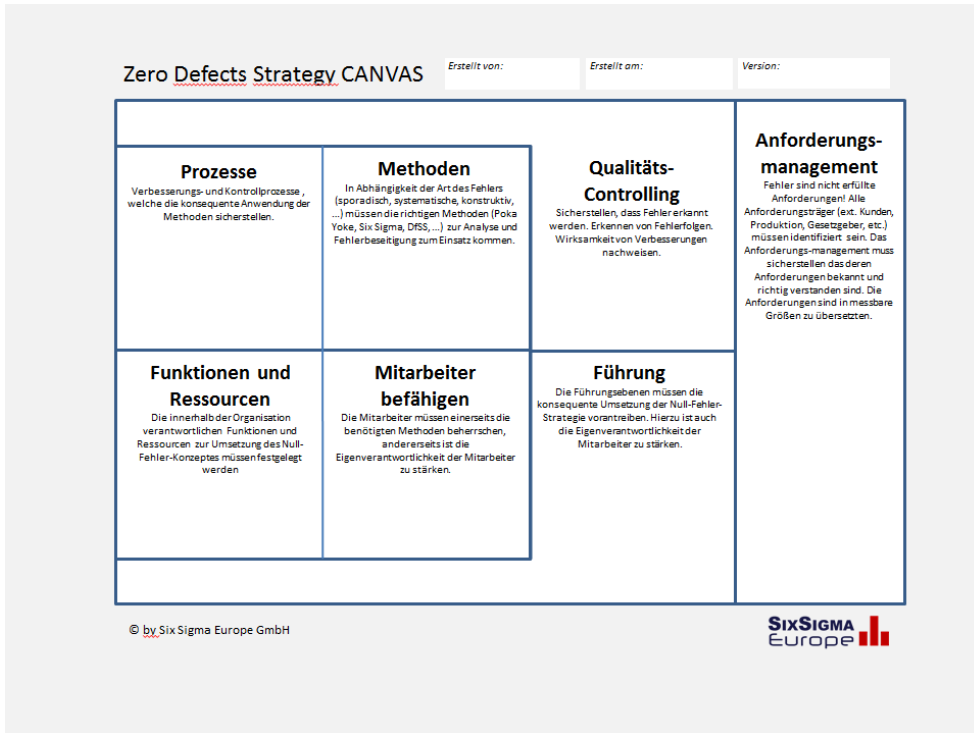 Zero Defects Strategy CANVAS
Erstellt von:
Erstellt am:
Version:
Prozesse
Verbesserungs- und Kontrollprozesse ,
welche die konsequente Anwendung der
Methoden sicherstellen.
Methoden
In Abhängigkeit der Art des Fehlers
(sporadisch, systematische, konstruktiv,
...) müssen die richtigen Methoden (Poka
Yoke, Six Sigma, DfSS, ...) zur Analyse und
Fehlerbeseitigung zum Einsatz kommen.
Qualitäts-
Controlling
Sicherstellen, dass Fehler erkannt
werden. Erkennen von Fehlerfolgen.
Wirksamkeit von Verbesserungen
nachweisen.
Anforderungs-
management
Fehler sind nicht erfüllte
Anforderungen! Alle
Anforderungsträger (ext. Kunden,
Produktion, Gesetzgeber, etc.)
müssen identifiziert sein. Das
Anforderungs-management muss
sicherstellen das deren
Anforderungen bekannt und
richtig verstanden sind. Die
Anforderungen sind in messbare
Größen zu übersetzten.
Funktionen und
Ressourcen
Die innerhalb der Organisation
verantwortlichen Funktionen und
Ressourcen zur Umsetzung des Null-
Fehler-Konzeptes müssen festgelegt
werden
Mitarbeiter
befähigen
Die Mitarbeiter müssen einerseits die
benötigten Methoden beherrschen,
andererseits ist die
Eigenverantwortlichkeit der Mitarbeiter
zu stärken.
Führung
Die Führungsebenen müssen die
konsequente Umsetzung der Null-Fehler-
Strategie vorantreiben. Hierzu ist auch
die Eigenverantwortlichkeit der
Mitarbeiter zu stärken.
© by Six Sigma Europe GmbH
SIXSIGMA
Europe